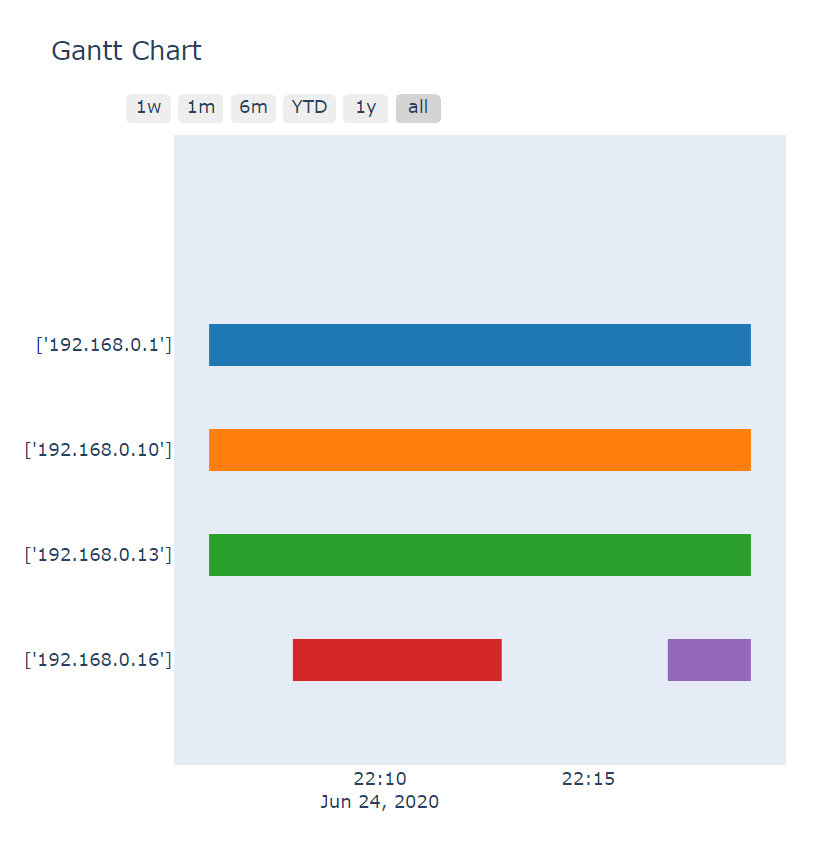 Gantt Chart
1w 1m 6m YTD 1y all
['192.168.0.1']
['192.168.0.10']
['192.168.0.13']
['192.168.0.16']
22:10 22:15
Jun 24, 2020